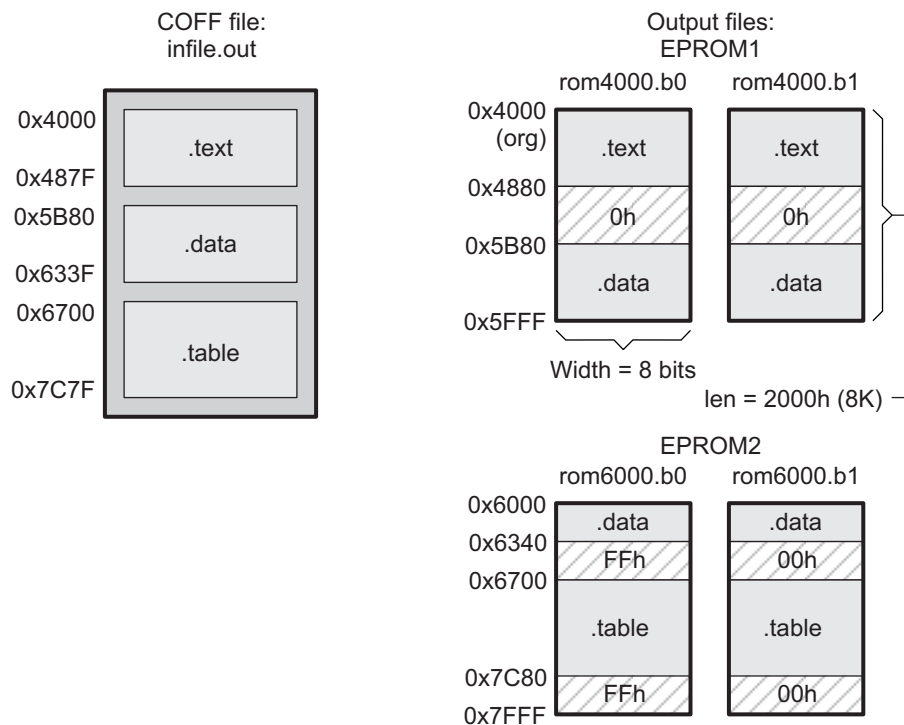 COFF file:
infile.out
0x4000
.text
0x487F
0x5B80
.data
0x633F
0x6700
.table
0x7C7F
Output files:
EPROM1
rom4000.b0
rom4000.b1
0x4000
(org)
.text
.text
0x4880
0h
0h
0x5B80
.data
.data
0x5FFF
Width = 8 bits
len = 2000h (8K)
EPROM2
rom6000.b0
rom6000.b1
0x6000
.data
.data
0x6340
FFh
00h
0x6700
.table
.table
0x7C80
FFh
00h
0x7FFF